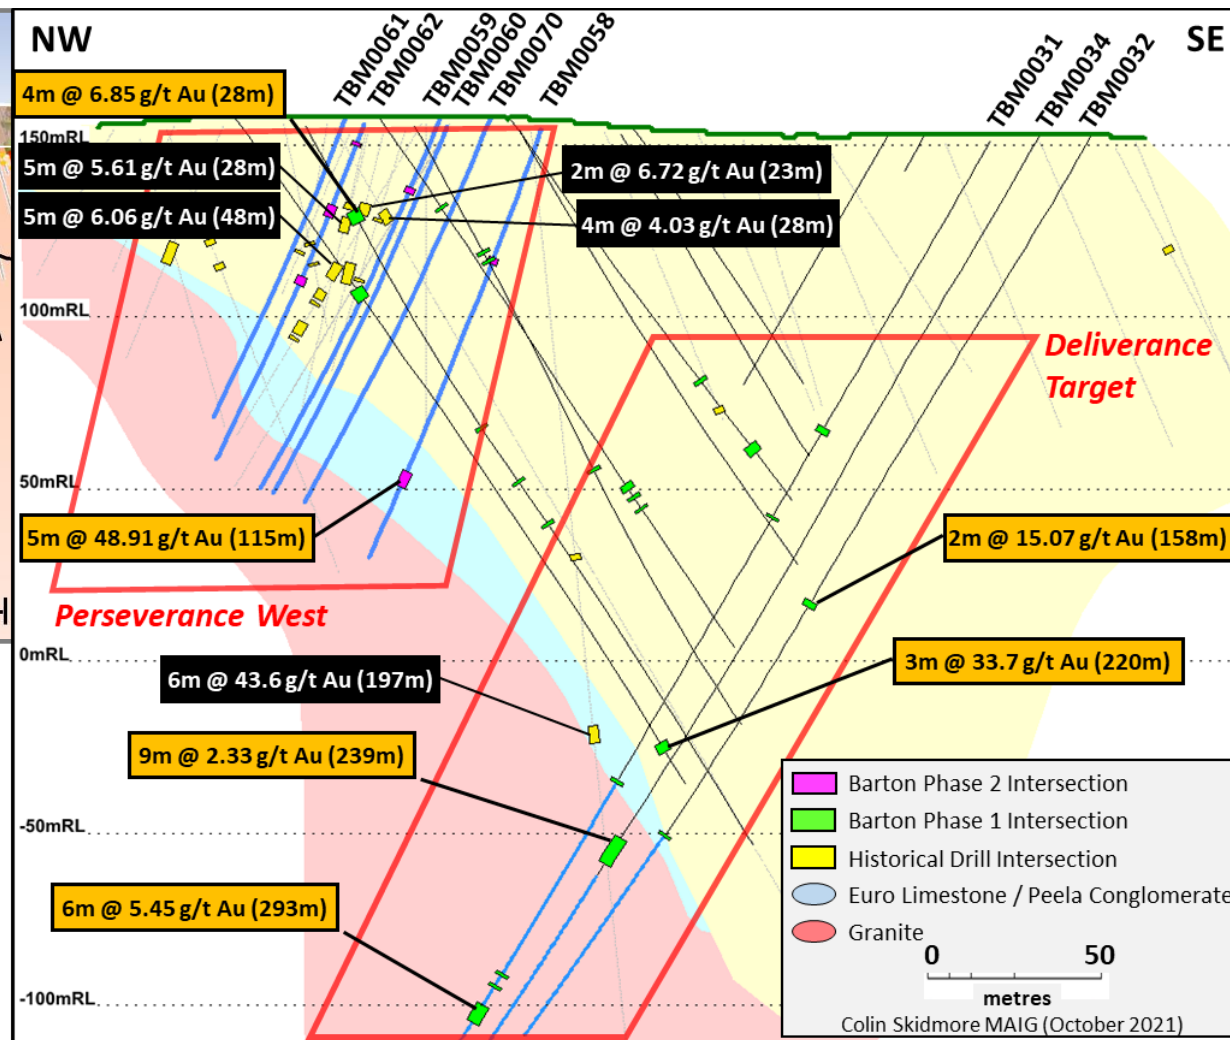 NW
SE
TBM0061
TBM0062
TBM0059
TBM0060
TBM0070
TBM0058
TBM0031
TBM0034
TBM0032
4m @ 6.85 g/t Au (28m)
150mRL
5m @ 5.61 g/t Au (28m)
2m @ 6.72 g/t Au (23m)
5m @ 6.06 g/t Au (48m)
4m @ 4.03 g/t Au (28m)
100mRL
Deliverance
Target
50mRL
5m @ 48.91 g/t Au (115m)
2m @ 15.07 g/t Au (158m)
Perseverance West
0mRL
6m @ 43.6 g/t Au (197m)
3m @ 33.7 g/t Au (220m)
9m @ 2.33 g/t Au (239m)
-50mRL
6m @ 5.45 g/t Au (293m)
-100mRL
Barton Phase 2 Intersection
Barton Phase 1 Intersection
Historical Drill Intersection
Euro Limestone / Peela Conglomerate
Granite
0 50
metres
Colin Skidmore MAIG (October 2021)